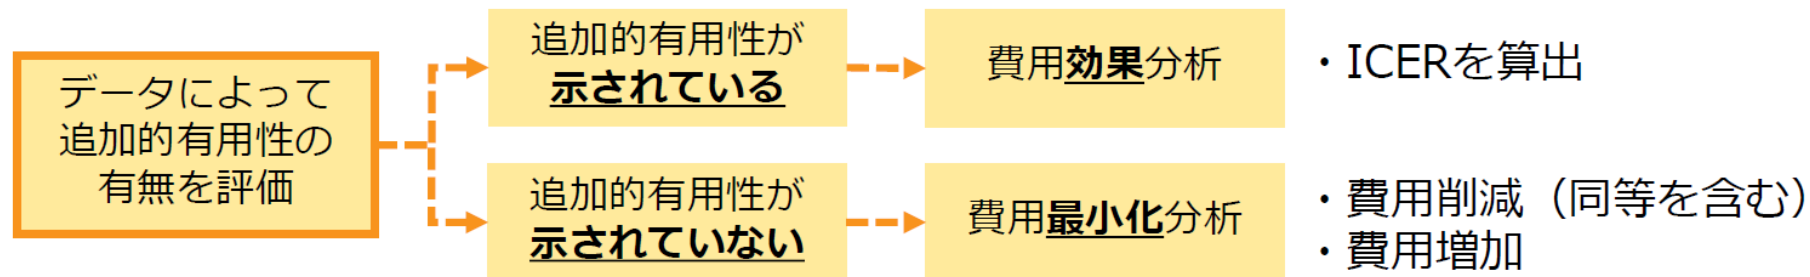 データによって
追加的有用性の
有無を評価
追加的有用性が
示されている
費用効果分析
・ICERを算出
追加的有用性が
示されていない
費用最小化分析
・費用削減（同等を含む）
・費用増加